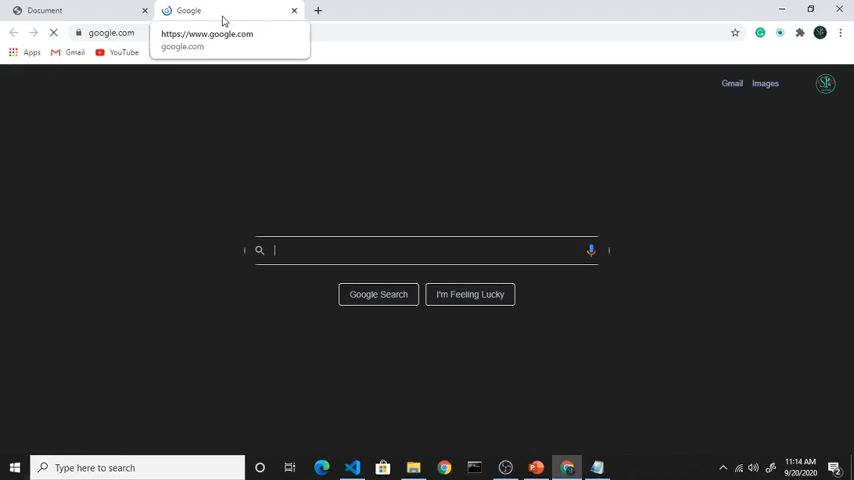 Document
Google
google.com
https://www.google.com
google.com
Apps
Gmail
YouTube
Gmail Images
Google Search
I'm Feeling Lucky
Type here to search
11:14 AM
9/20/2020
2